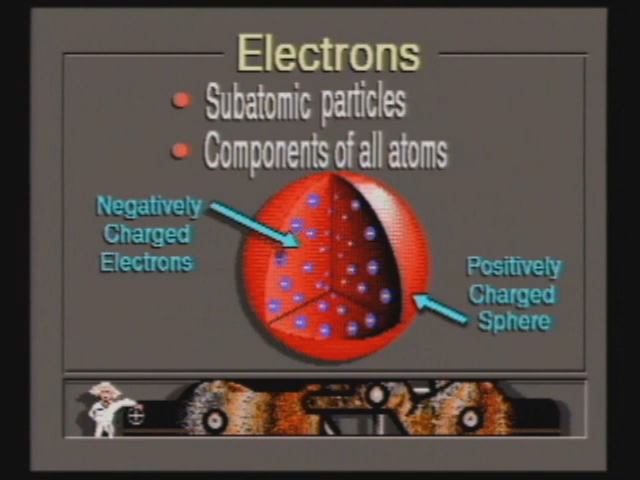 Electrons
Subatomic particles
Components of all atoms
Negatively
Charged
Electrons
Positively
Charged
Sphere